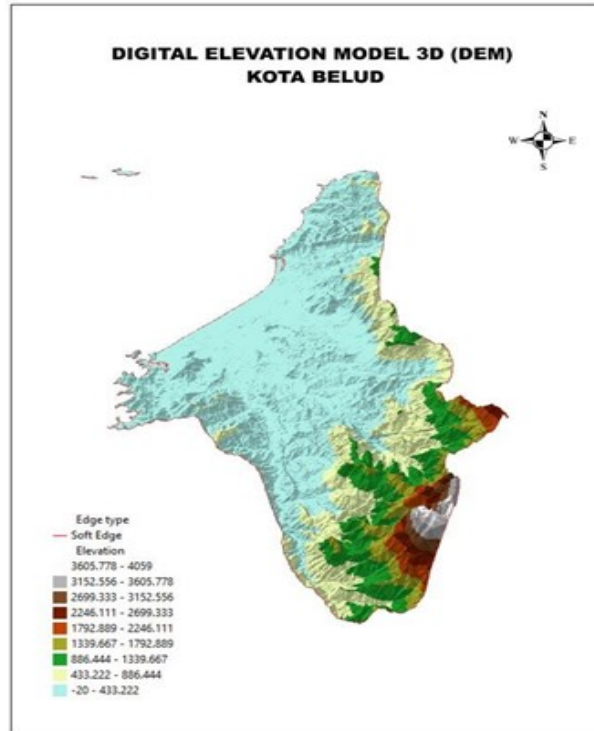 DIGITAL ELEVATION MODEL 3D (DEM)
KOTA BELUD
N
W E
S
Edge type
Soft Edge
Elevation
3605.778 - 4059
3152.556 - 3605.778
2699.333 - 3152.556
2246.111 - 2699.333
1792.889 - 2246.111
1339.667 - 1792.889
886.444 - 1339.667
433.222 - 886.444
-20 - 433.222